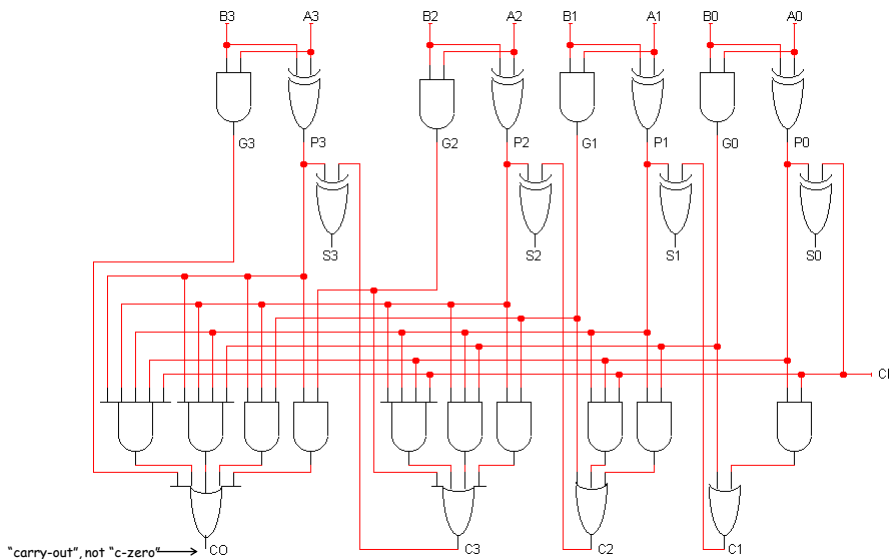 B3 A3 B2 A2 B1 A1 B0 A0
G3 P3 G2 P2 G1 P1 G0 P0
S3 S2 S1 S0
CI
"carry-out", not "c-zero" CO C3 C2 C1